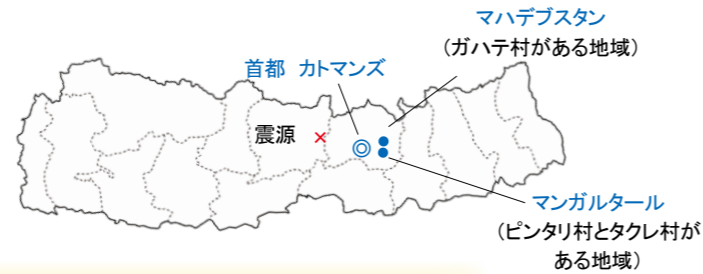 マハデブスタン
（ガハテ村がある地域）
首都 カトマンズ
震源
マンガルタール
（ピンタリ村とタクレ村が
ある地域）